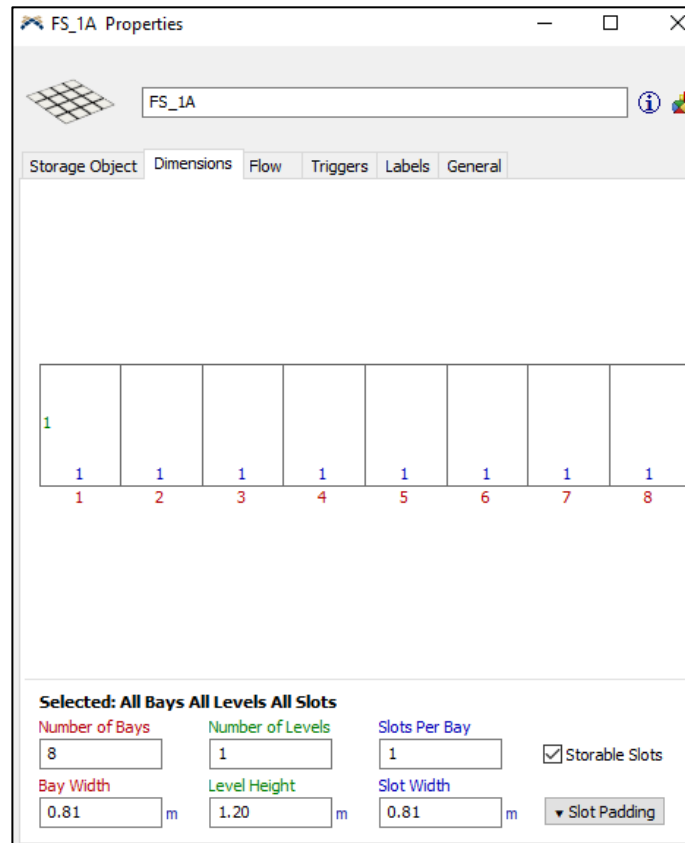 FS_1A Properties
FS_1A
Storage Object Dimensions Flow Triggers Labels General
1
1 1 1 1 1 1 1 1
1 2 3 4 5 6 7 8
Selected: All Bays All Levels All Slots
Number of Bays Number of Levels Slots Per Bay
8 1 1 Storable Slots
Bay Width Level Height Slot Width
0.81 m 1.20 m 0.81 m Slot Padding